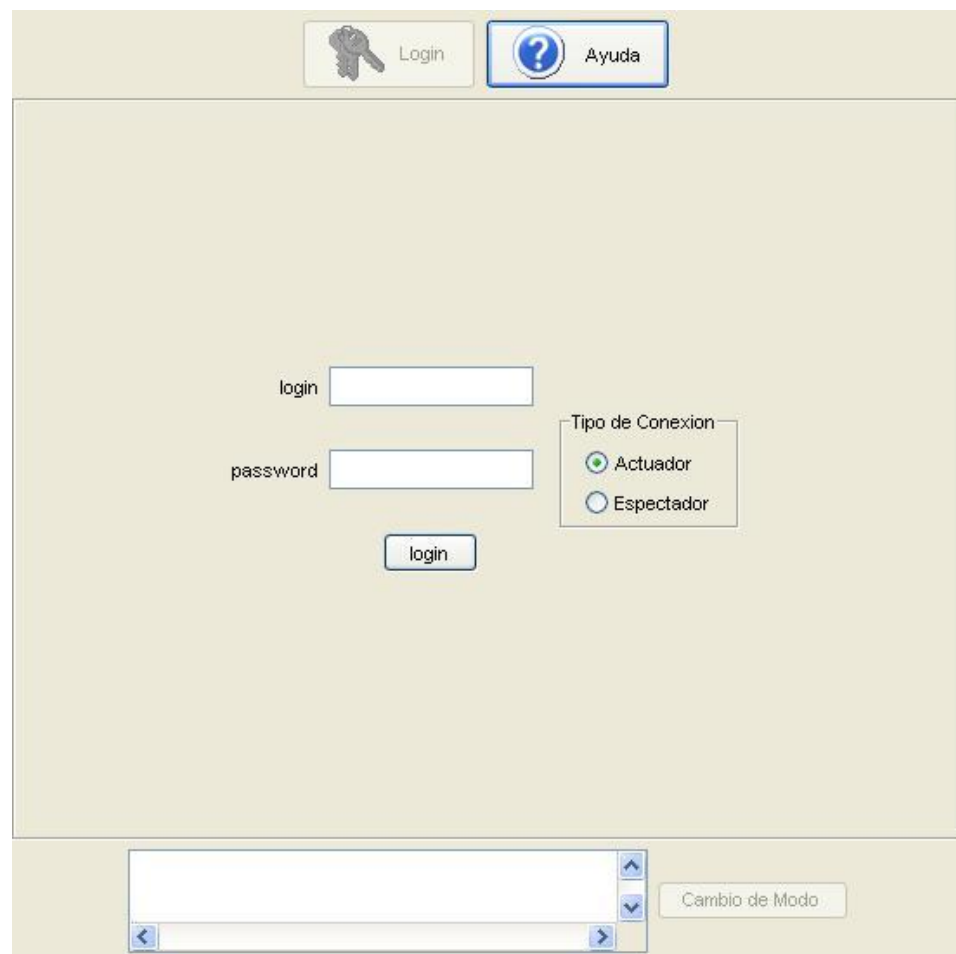 Login
Ayuda
login
Tipo de Conexion
password
Actuador
Espectador
login
Cambio de Modo